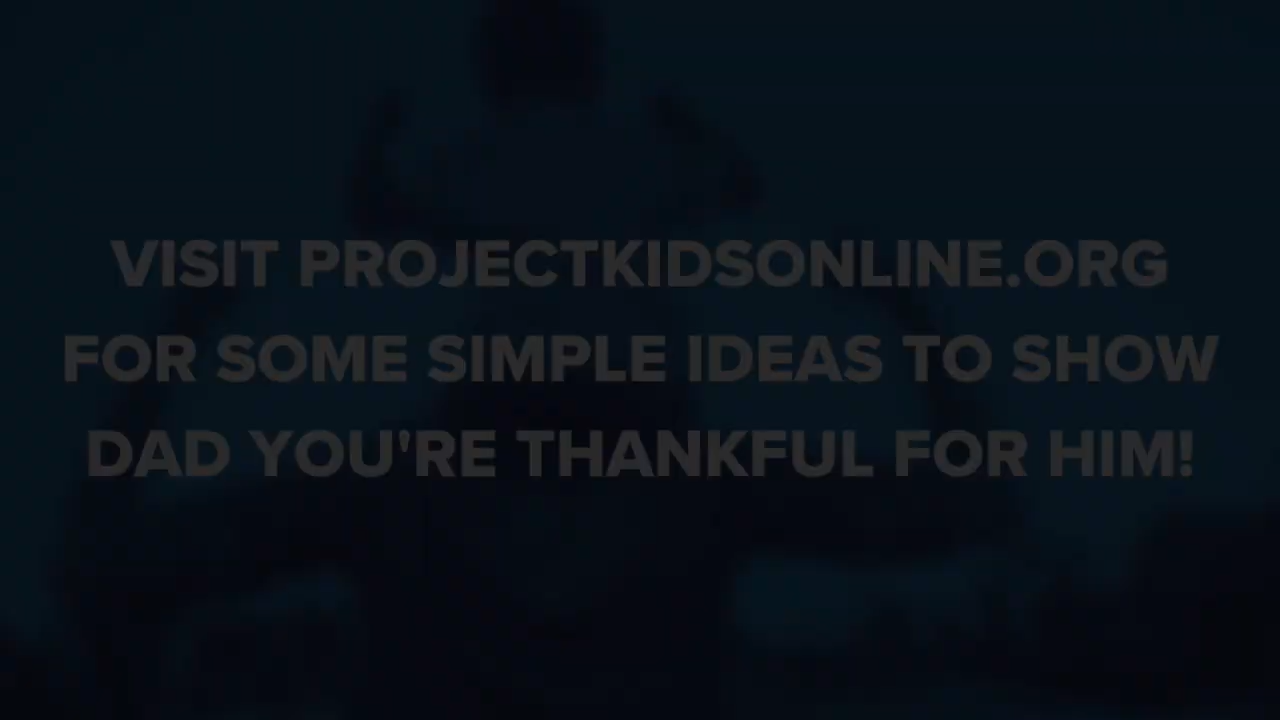 VISIT PROJECTKIDSONLINE.ORG
FOR SOME SIMPLE IDEAS TO SHOW
DAD YOU'RE THANKFUL FOR HIM!